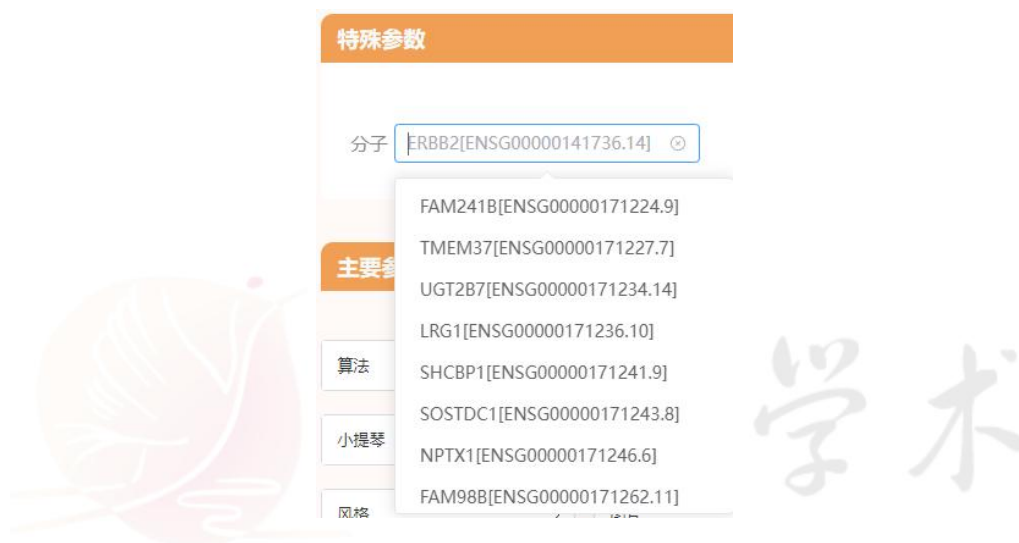 特殊参数
分子 ERBB2[ENSG00000141736.14]
FAM241B[ENSG00000171224.9]
TMEM37[ENSG00000171227.7]
主要参
UGT2B7[ENSG00000171234.14]
LRG1[ENSG00000171236.10]
算法
SHCBP1[ENSG00000171241.9]
SOSTDC1[ENSG00000171243.8]
小提琴
NPTX1[ENSG00000171246.6]
FAM98B[ENSG00000171262.11]
风格
学术